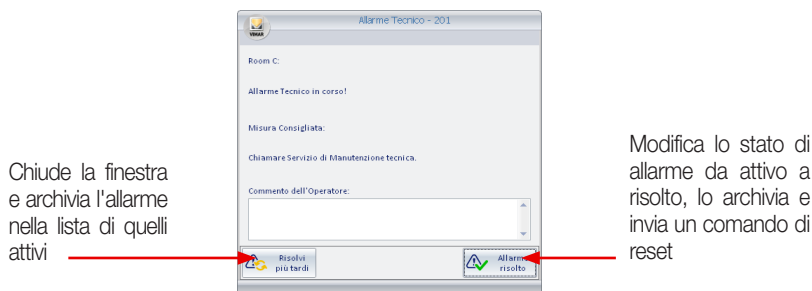 Allarme Tecnico - 201
VIMAR
Room C:
Allarme Tecnico in corso!
Misura Consigliata:
Chiamare Servizio di Manutenzione tecnica.
Commento dell'Operatore:
Risolvi
più tardi
Allarme
risolto
Chiude la finestra
e archivia l'allarme
nella lista di quelli
attivi
Modifica lo stato di
allarme da attivo a
risolto, lo archivia e
invia un comando di
reset